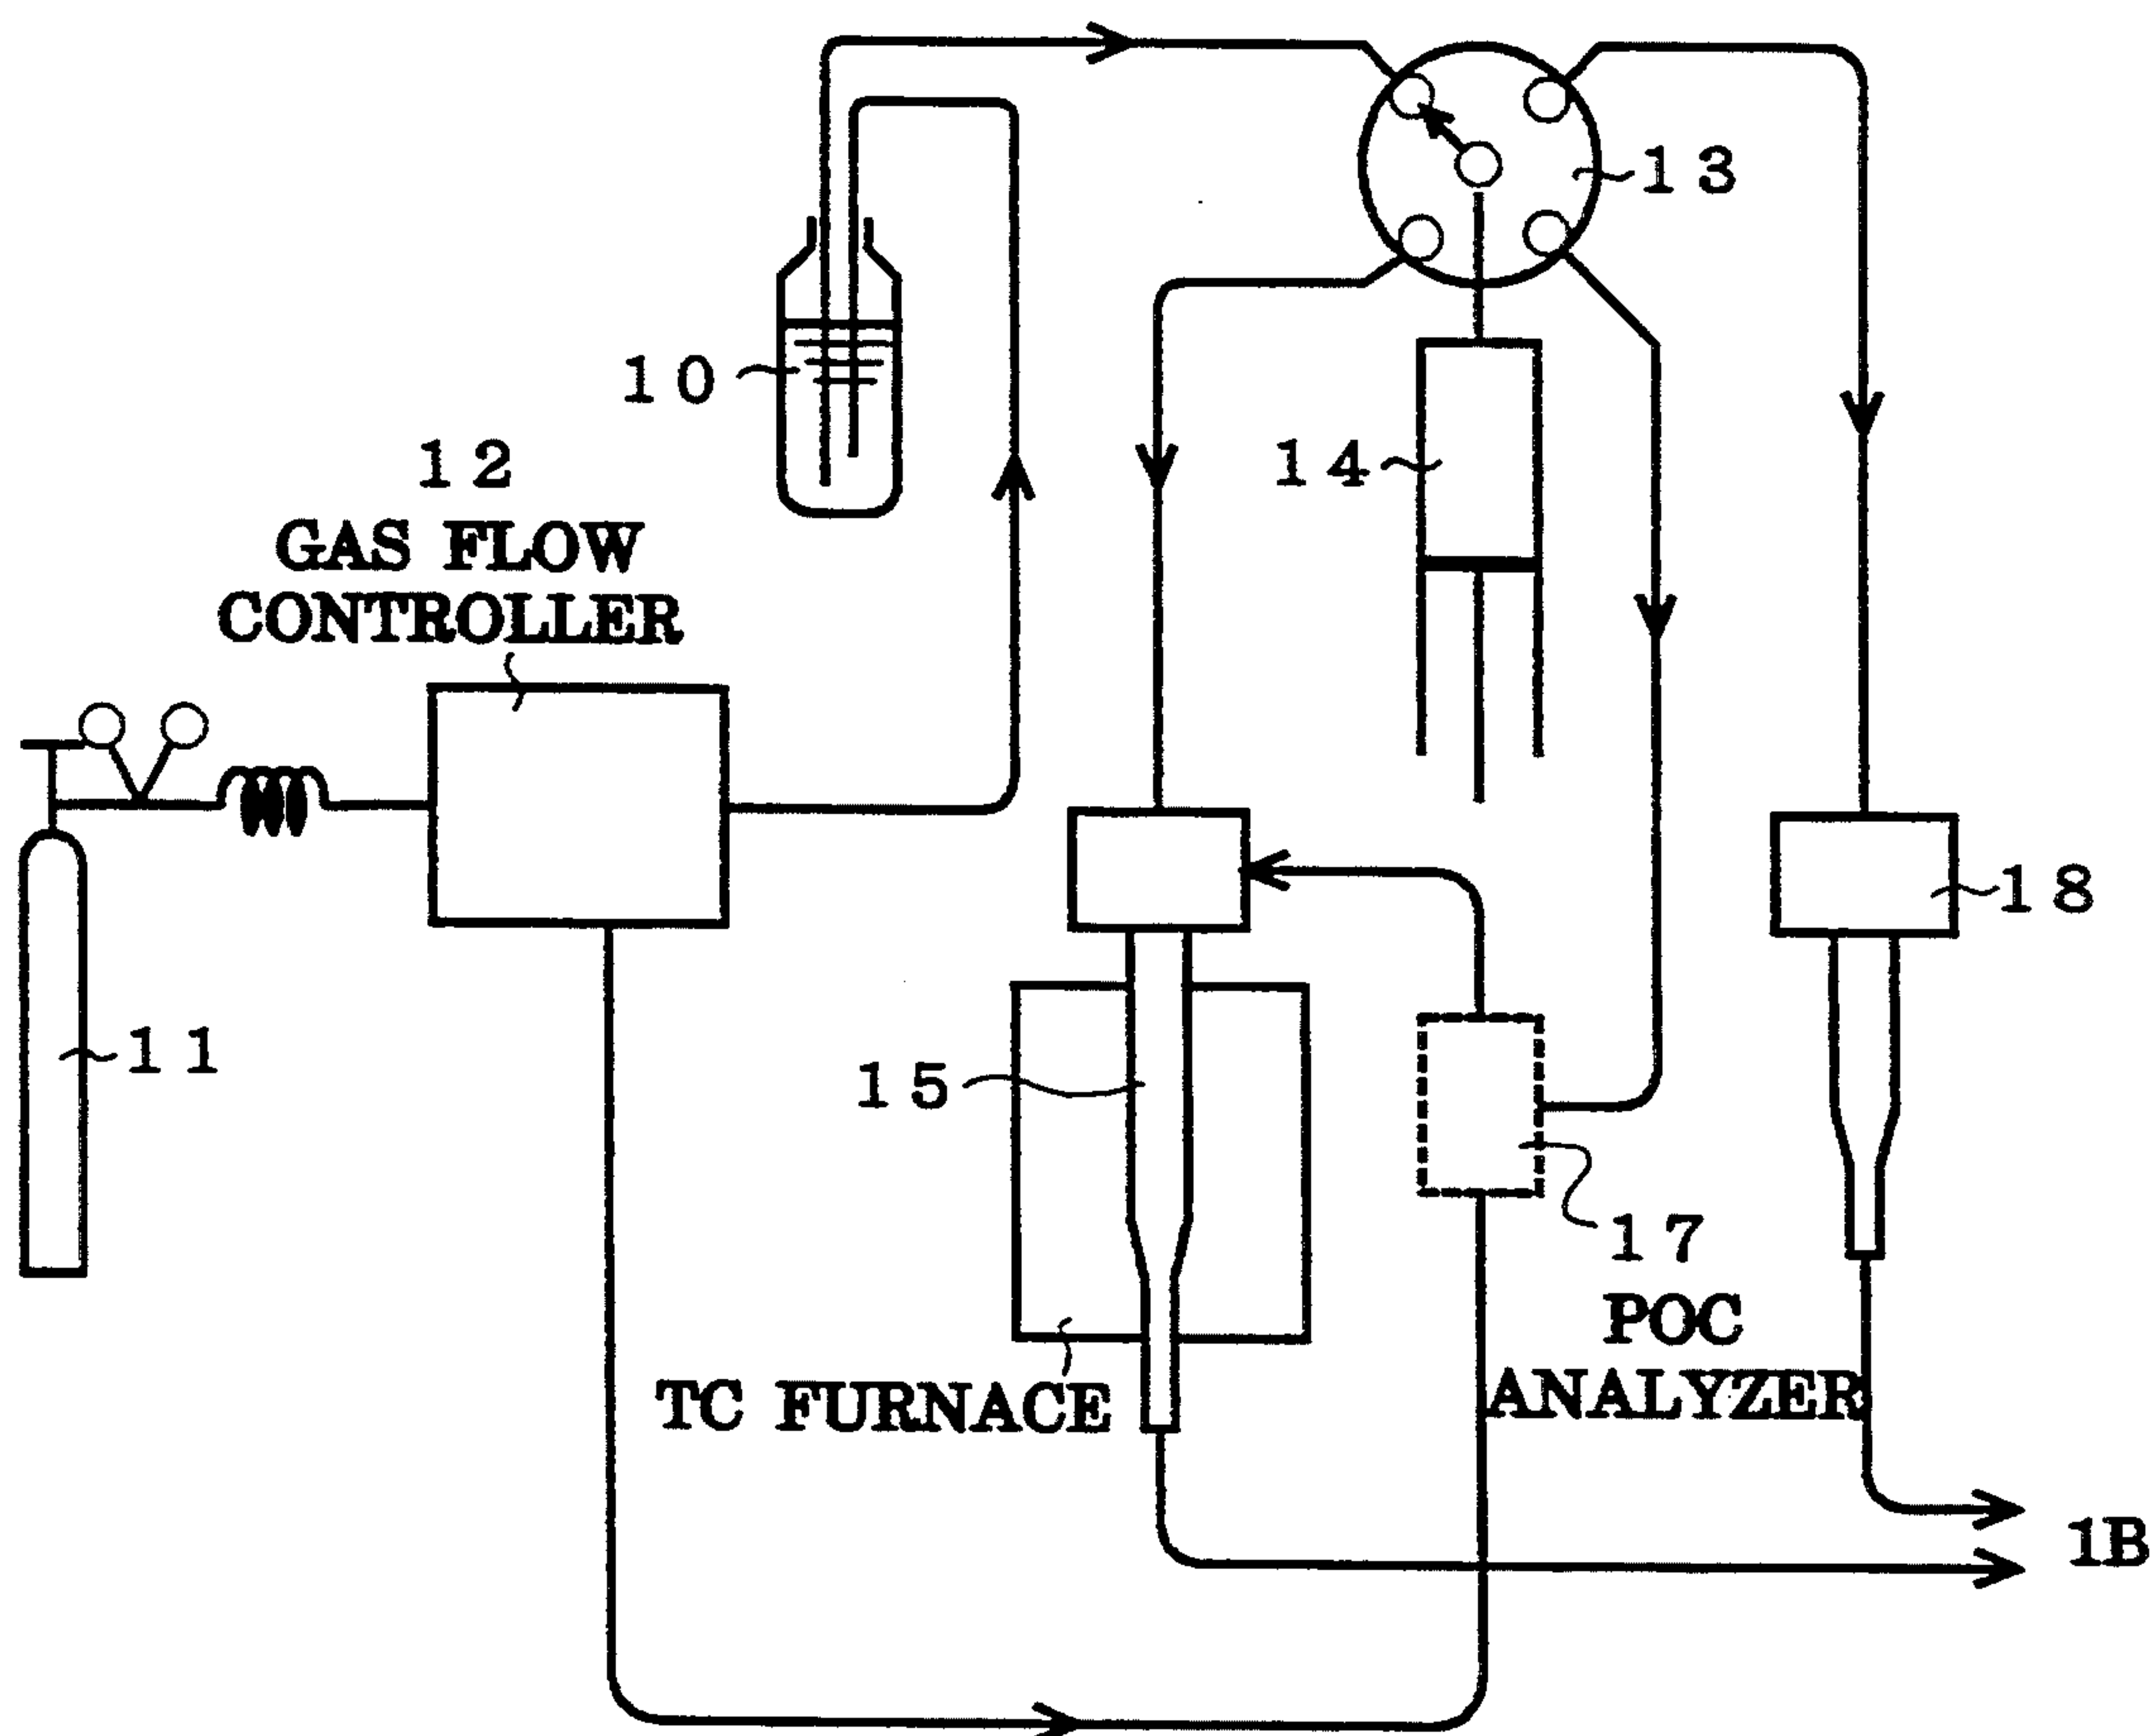 13
10
12
GAS FLOW
CONTROLLER
14
18
11
15
17
POC
ANALYZER
TC FURNACE
1B